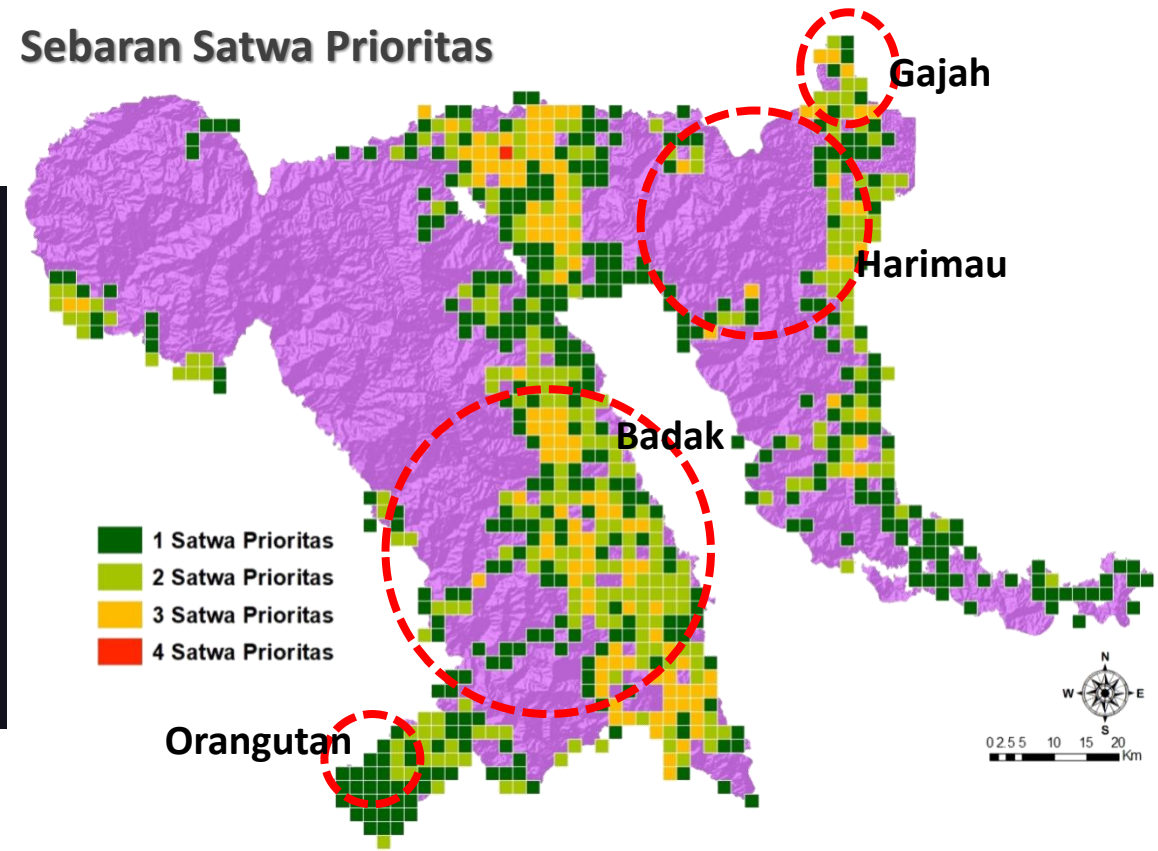 Sebaran Satwa Prioritas
Gajah
Harimau
Badak
1 Satwa Prioritas
2 Satwa Prioritas
3 Satwa Prioritas
4 Satwa Prioritas
Orangutan
N
W E
S
0 2.5 5 10 15 20
Km